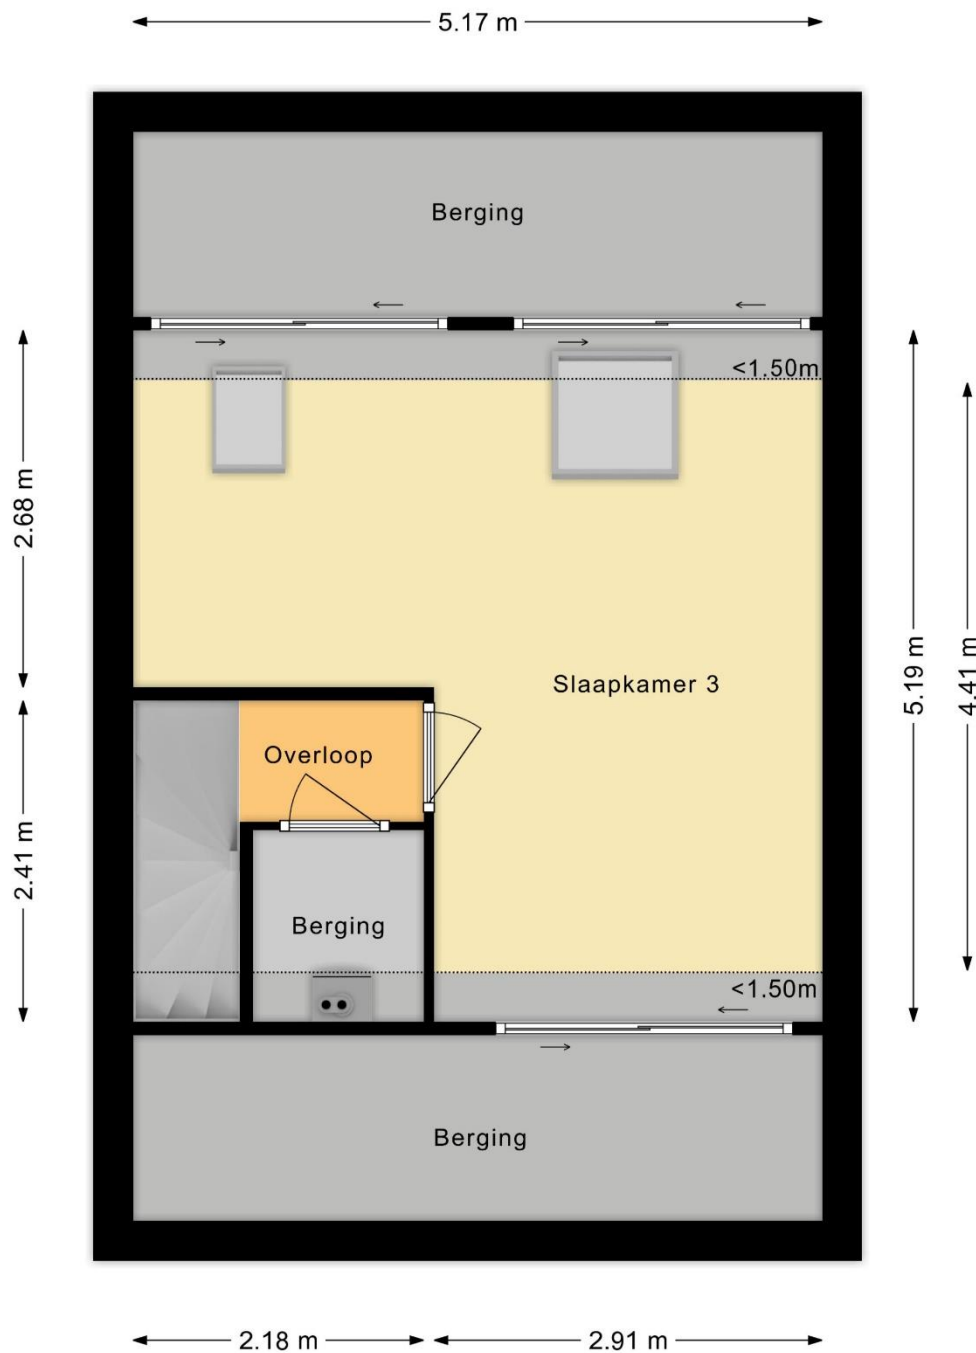 5.17 m
Berging
<1.50m
2.68 m
Slaapkamer 3
5.19 m
4.41 m
Overloop
2.41 m
Berging
<1.50m
Berging
2.18 m
2.91 m